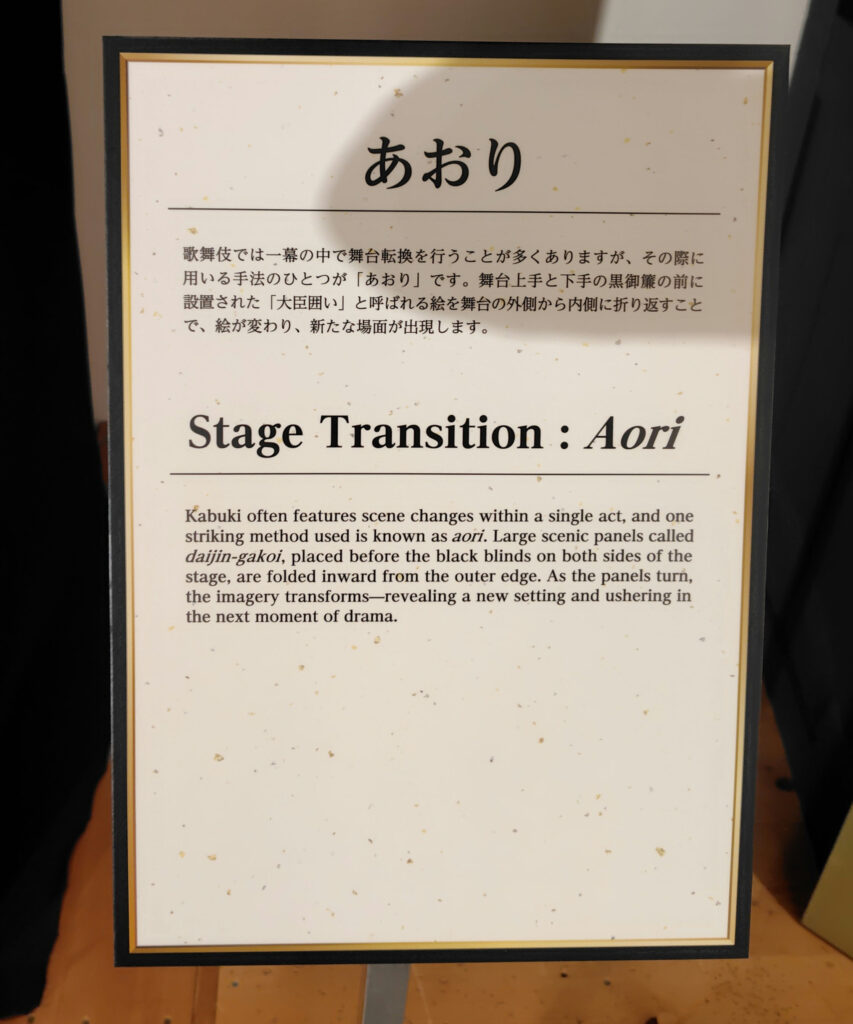 あおり
歌舞伎では一幕の中で舞台転換を行うことが多くありますが、その際に
用いる手法のひとつが「あおり」です。舞台上手と下手の黒御簾の前に
設置された「大臣囲い」と呼ばれる絵を舞台の外側から内側に折り返すこと
で、絵が変わり、新たな場面が出現します。
Stage Transition : Aori
Kabuki often features scene changes within a single act, and one
striking method used is known as aori. Large scenic panels called
daijin-gakoi, placed before the black blinds on both sides of the
stage, are folded inward from the outer edge. As the panels turn,
the imagery transforms—revealing a new setting and ushering in
the next moment of drama.